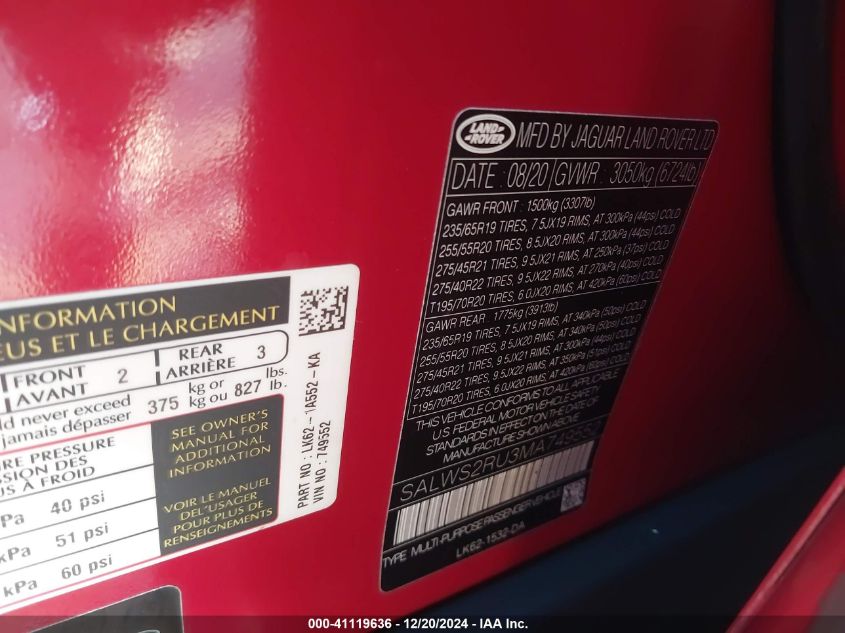 INFORMATION
EUS ET LE CHARGEMENT
FRONT
AVANT 2
REAR
ARRIÈRE 3
ld never exceed
jamais dépasser
375 kg or
kg ou 827 lbs.
lb.
RE PRESSURE
SSION DES
US À FROID
Pa 40 psi
kPa 51 psi
kPa 60 psi
SEE OWNER'S
MANUAL FOR
ADDITIONAL
INFORMATION
VOIR LE MANUEL
DE L'USAGER
POUR PLUS DE
RENSEIGNEMENTS
PART NO : LK62 - 1A552 - KA
VIN NO : 749552
LAND ROVER
MFD BY JAGUAR LAND ROVER LTD
DATE : 08/20 GVWR : 3050kg (6724lb)
GAWR FRONT : 1500kg (3307lb)
235/65R19 TIRES, 7.5JX19 RIMS, AT 300kPa (44psi) COLD
255/55R20 TIRES, 8.5JX20 RIMS, AT 300kPa (44psi) COLD
275/45R21 TIRES, 9.5JX21 RIMS, AT 250kPa (37psi) COLD
275/40R22 TIRES, 9.5JX22 RIMS, AT 270kPa (40psi) COLD
T195/70R20 TIRES, 6.0JX20 RIMS, AT 420kPa (60psi) COLD
GAWR REAR : 1775kg (3913lb)
235/65R19 TIRES, 7.5JX19 RIMS, AT 340kPa (50psi) COLD
255/55R20 TIRES, 8.5JX20 RIMS, AT 340kPa (50psi) COLD
275/45R21 TIRES, 9.5JX21 RIMS, AT 300kPa (44psi) COLD
275/40R22 TIRES, 9.5JX22 RIMS, AT 350kPa (51psi) COLD
T195/70R20 TIRES, 6.0JX20 RIMS, AT 420kPa (60psi) COLD
THIS VEHICLE CONFORMS TO ALL APPLICABLE
U.S. FEDERAL MOTOR VEHICLE SAFETY
STANDARDS IN EFFECT ON THE DATE OF
MANUFACTURE SHOWN ABOVE
SALWS2RU3MA749552
TYPE MULTI-PURPOSE PASSENGER VEHICLE
LK62-1532-DA
000-41119636 - 12/20/2024 - IAA Inc.